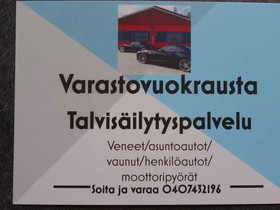 Varastovuokrausta
Talvisäilytyspalvelu
Veneet/asuntoautot/
vaunut/henkilöautot/
moottoripyörät
Soita ja varaa 0407432196